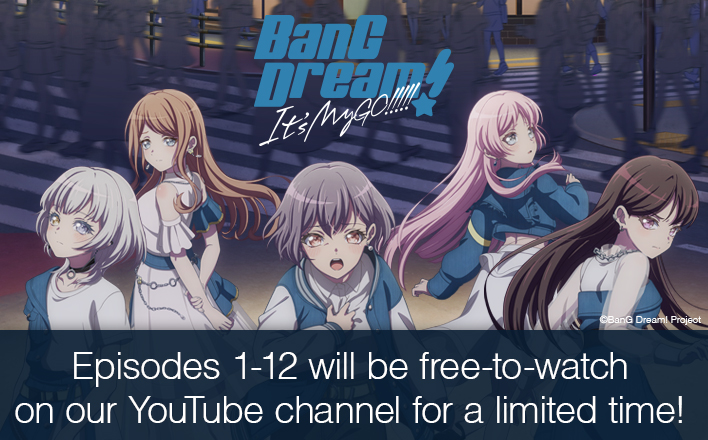 BanG
Dream!
It's MyGO!!!!!
©BanG Dream! Project
Episodes 1-12 will be free-to-watch
on our YouTube channel for a limited time!